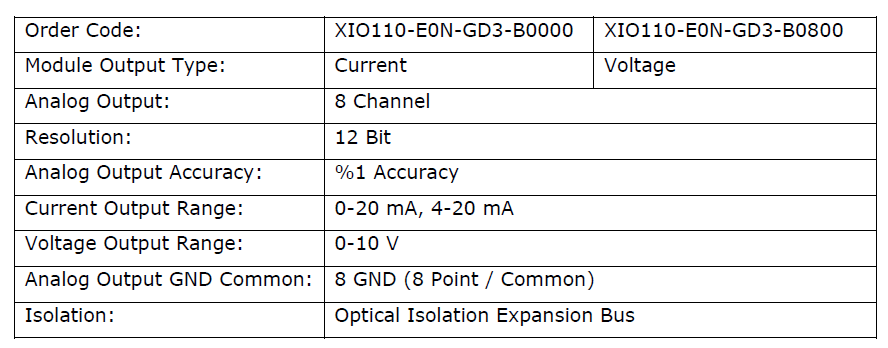 Order Code: XIO110-E0N-GD3-B0000 XIO110-E0N-GD3-B0800
Module Output Type: Current Voltage
Analog Output: 8 Channel
Resolution: 12 Bit
Analog Output Accuracy: %1 Accuracy
Current Output Range: 0-20 mA, 4-20 mA
Voltage Output Range: 0-10 V
Analog Output GND Common: 8 GND (8 Point / Common)
Isolation: Optical Isolation Expansion Bus